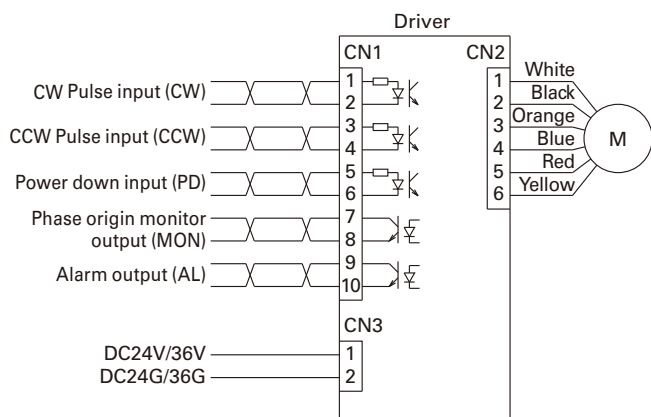 Driver
CN1
CN2
CW Pulse input (CW)
1
2
CCW Pulse input (CCW)
3
4
Power down input (PD)
5
6
Phase origin monitor
output (MON)
7
8
Alarm output (AL)
9
10
1
White
2
Black
3
Orange
4
Blue
5
Red
6
Yellow
M
CN3
DC24V/36V
1
DC24G/36G
2